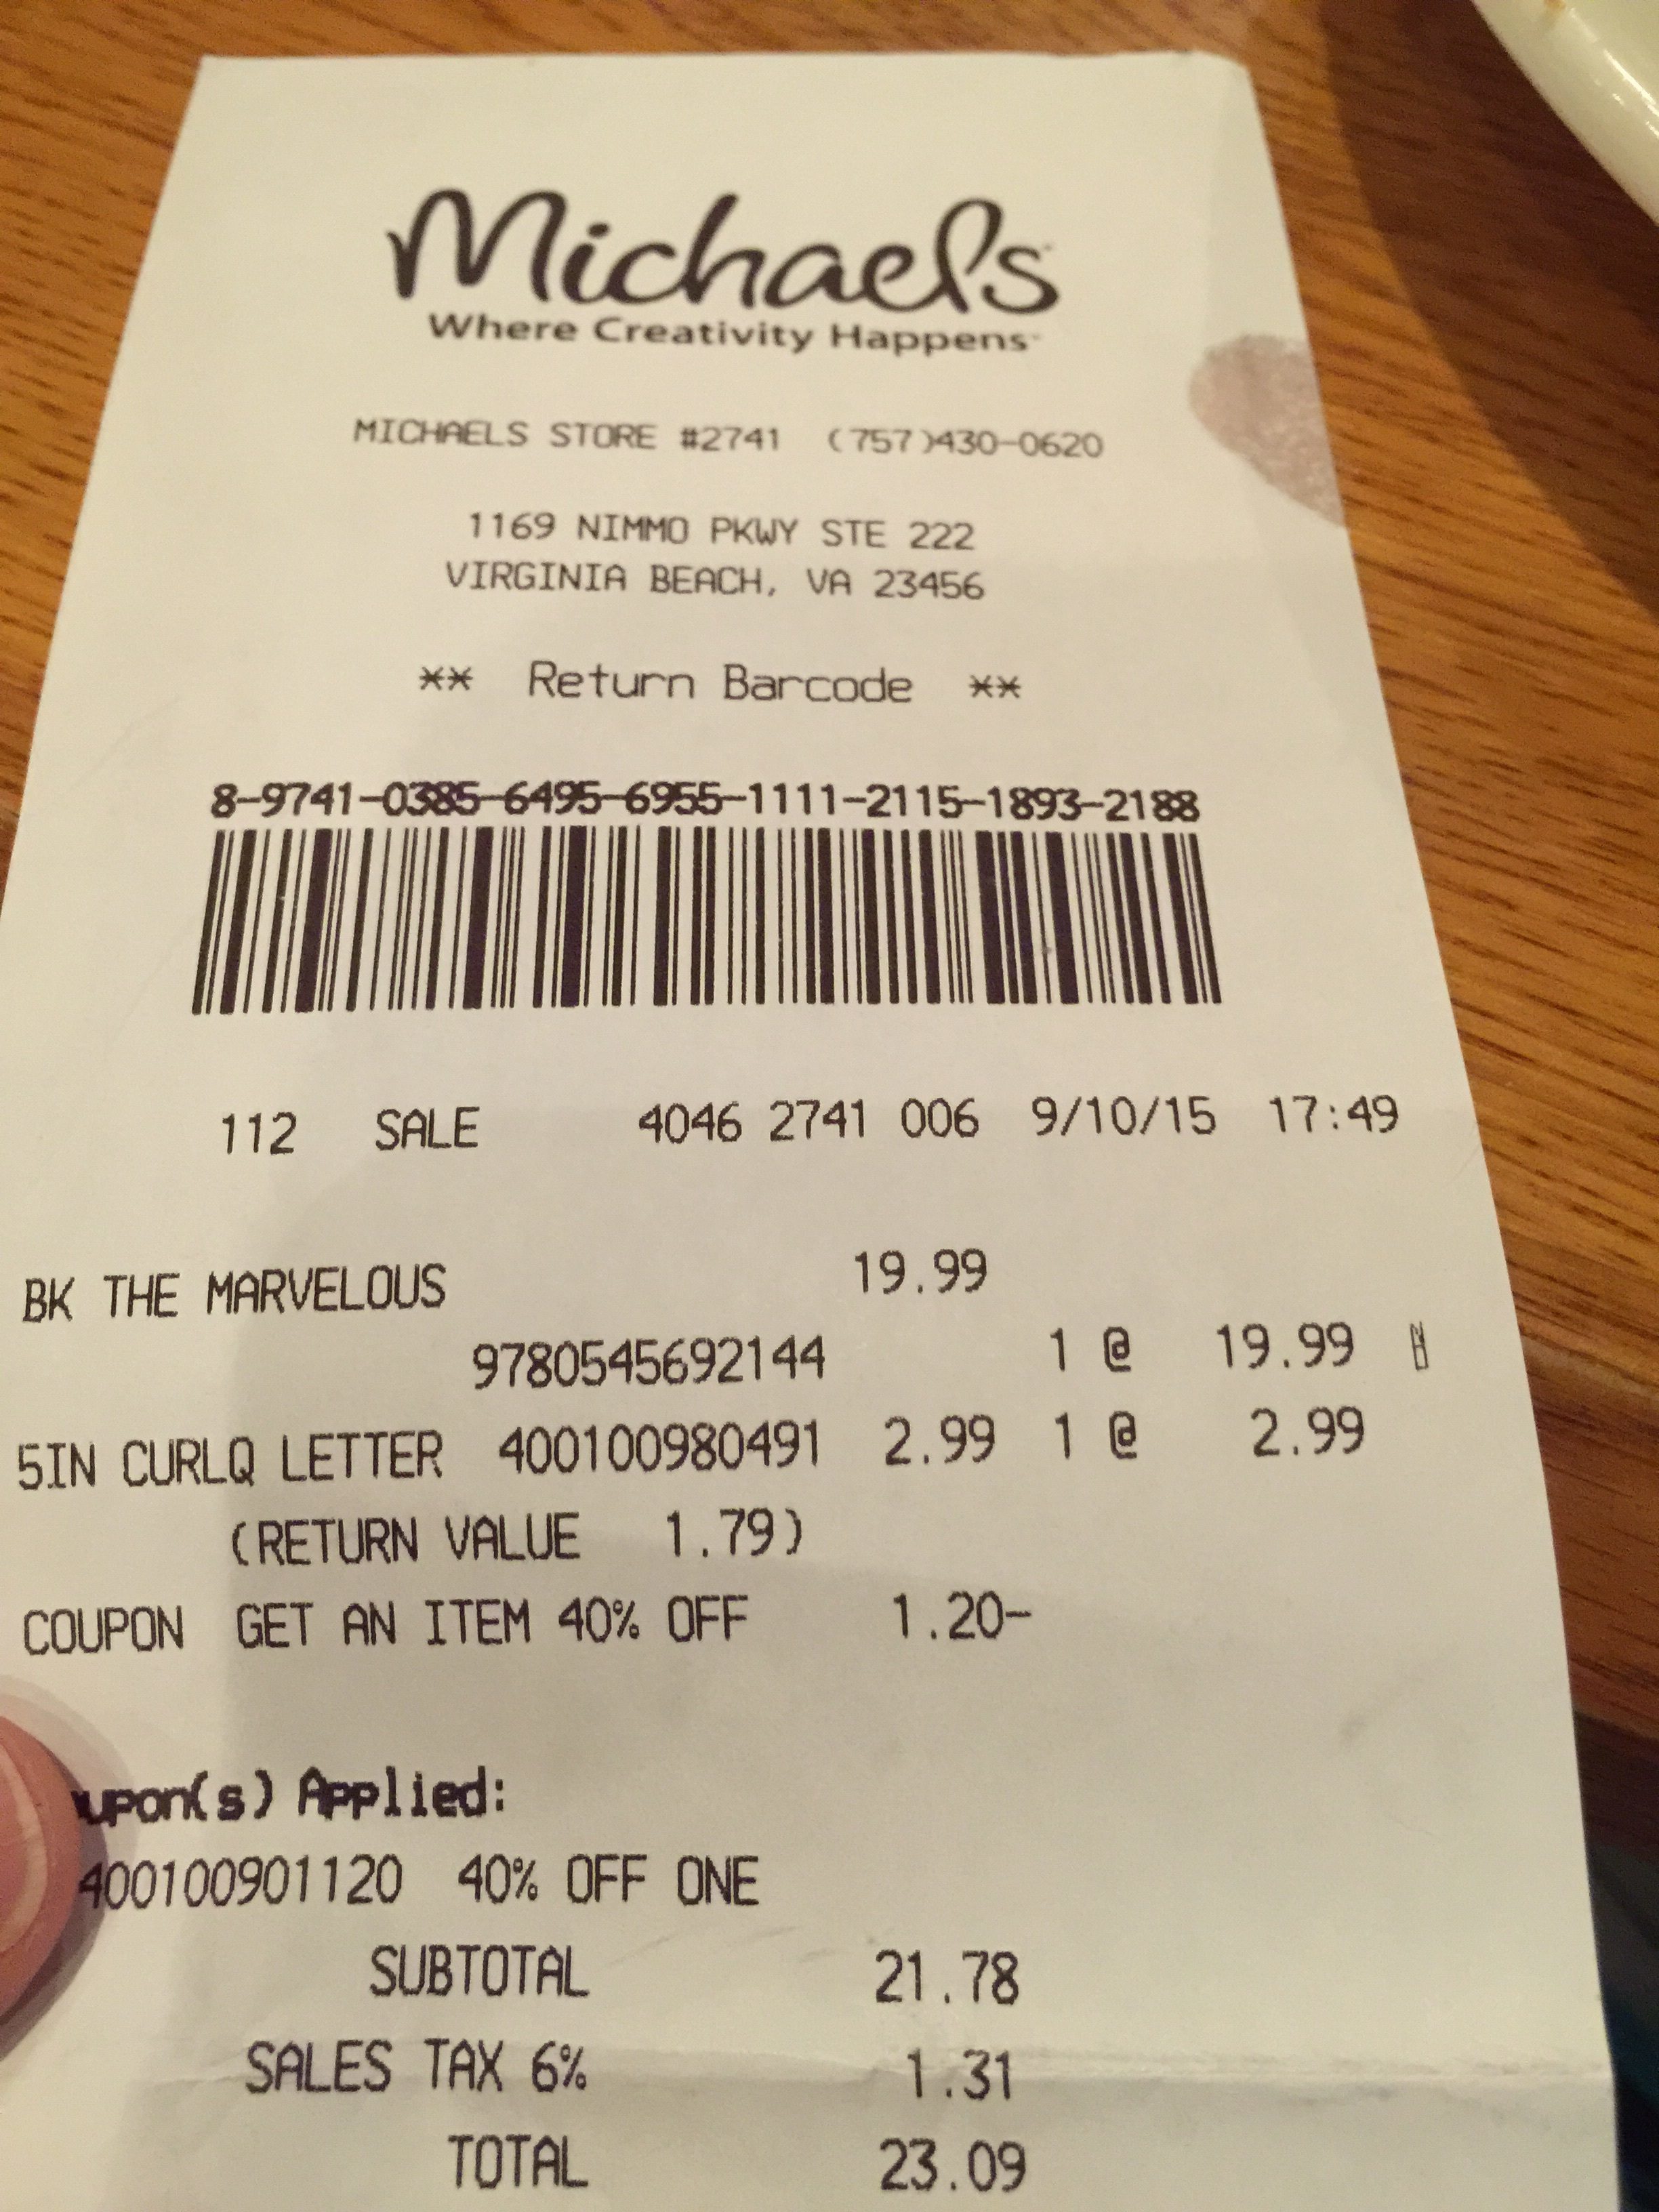 Michaels
Where Creativity Happens
MICHAELS STORE #2741 (757)430-0620
1169 NIMMO PKWY STE 222
VIRGINIA BEACH, VA 23456
** Return Barcode **
8-9741-0385-6495-6955-1111-2115-1893-2188
112 SALE 4046 2741 006 9/10/15 17:49
BK THE MARVELOUS 19.99
9780545692144 1 @ 19.99
5IN CURLQ LETTER 400100980491 2.99 1 @ 2.99
(RETURN VALUE 1.79)
COUPON GET AN ITEM 40% OFF 1.20-
upon(s) Applied:
400100901120 40% OFF ONE
SUBTOTAL 21.78
SALES TAX 6% 1.31
TOTAL 23.09